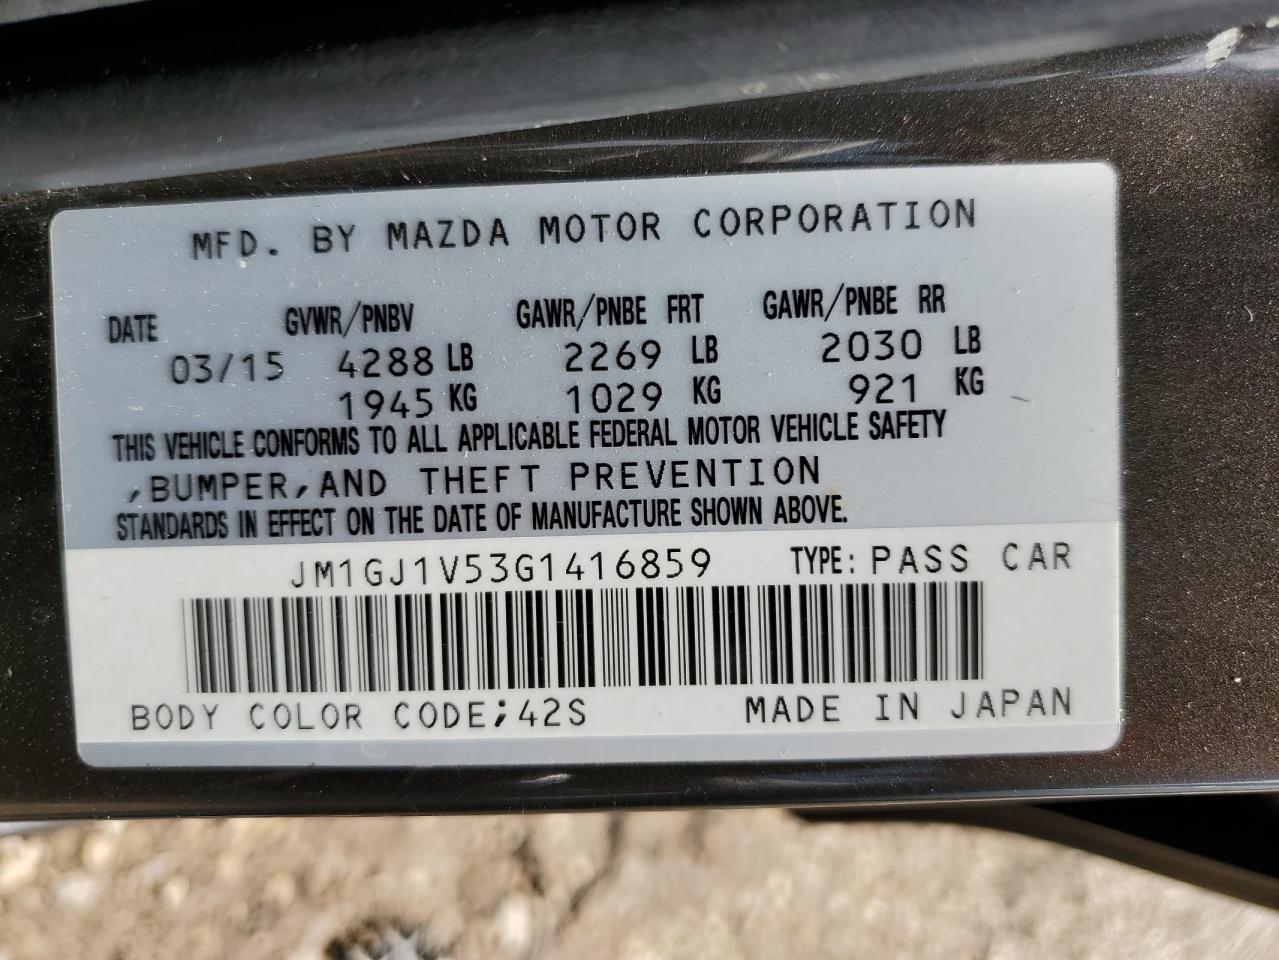 MFD. BY MAZDA MOTOR CORPORATION
DATE GVWR/PNBV GAWR/PNBE FRT GAWR/PNBE RR
03/15 4288 LB 2269 LB 2030 LB
1945 KG 1029 KG 921 KG
THIS VEHICLE CONFORMS TO ALL APPLICABLE FEDERAL MOTOR VEHICLE SAFETY
,BUMPER,AND THEFT PREVENTION
STANDARDS IN EFFECT ON THE DATE OF MANUFACTURE SHOWN ABOVE.
JM1GJ1V53G1416859 TYPE: PASS CAR
BODY COLOR CODE;42S MADE IN JAPAN